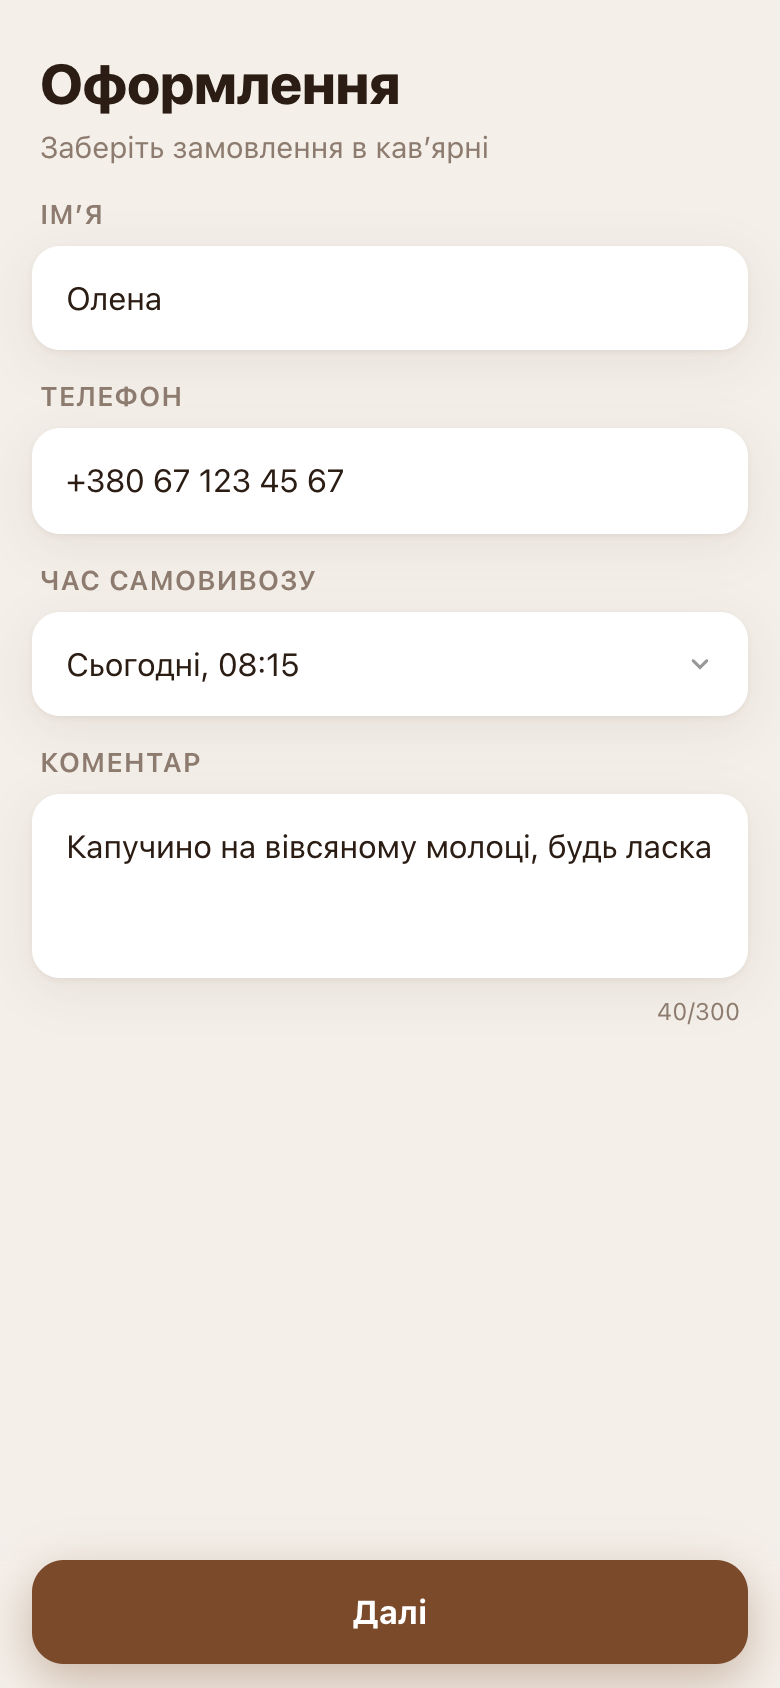 Оформлення
Заберіть замовлення в кав’ярні
ІМ’Я
Олена
ТЕЛЕФОН
+380 67 123 45 67
ЧАС САМОВИВОЗУ
Сьогодні, 08:15
КОМЕНТАР
Капучино на вівсяному молоці, будь ласка
40/300
Далі